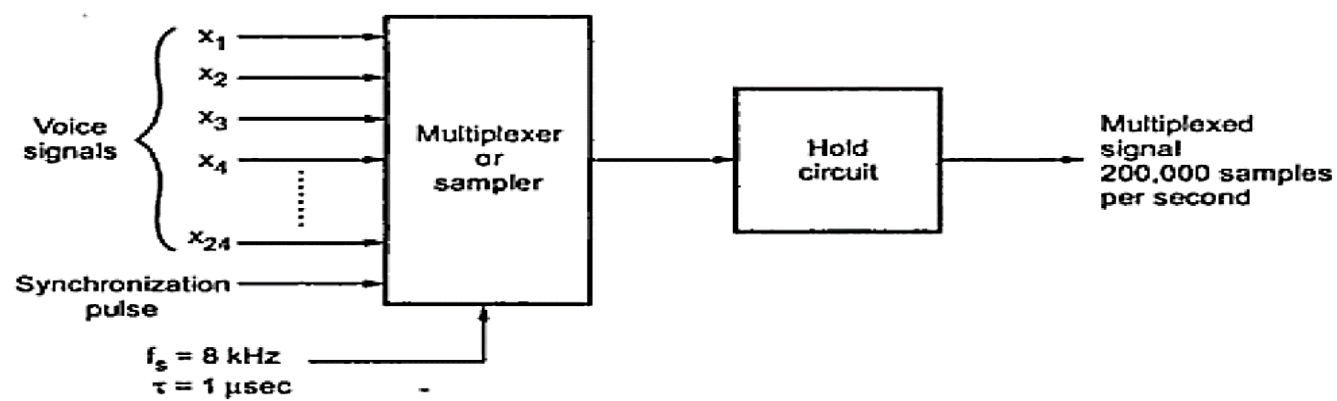 x₁
x₂
x₃
x₄
x₂₄
Voice
signals
Synchronization
pulse
fₛ = 8 kHz
τ = 1 μsec
Multiplexer
or
sampler
Hold
circuit
Multiplexed
signal
200,000 samples
per second